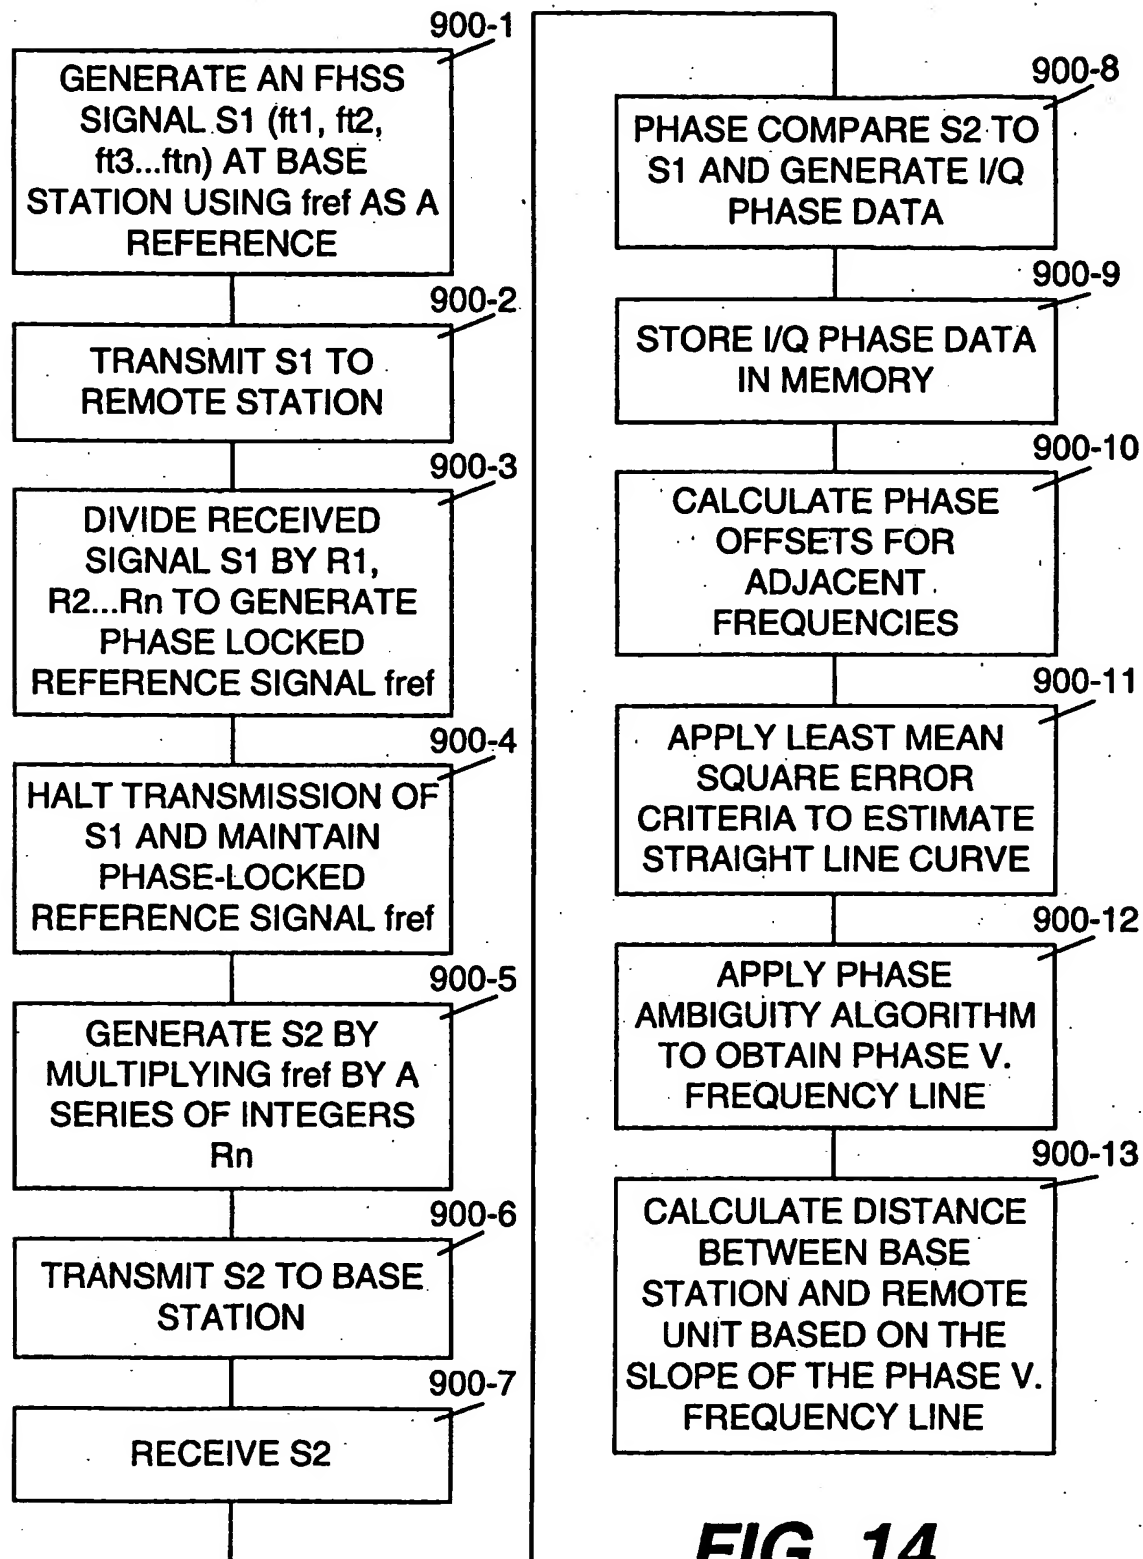 900-1
GENERATE AN FHSS
SIGNAL S1 (ft1, ft2,
ft3...ftn) AT BASE
STATION USING fref AS A
REFERENCE
900-2
TRANSMIT S1 TO
REMOTE STATION
900-3
DIVIDE RECEIVED
SIGNAL S1 BY R1,
R2...Rn TO GENERATE
PHASE LOCKED
REFERENCE SIGNAL fref
900-4
HALT TRANSMISSION OF
S1 AND MAINTAIN
PHASE-LOCKED
REFERENCE SIGNAL fref
900-5
GENERATE S2 BY
MULTIPLYING fref BY A
SERIES OF INTEGERS
Rn
900-6
TRANSMIT S2 TO BASE
STATION
900-7
RECEIVE S2
900-8
PHASE COMPARE S2 TO
S1 AND GENERATE I/Q
PHASE DATA
900-9
STORE I/Q PHASE DATA
IN MEMORY
900-10
CALCULATE PHASE
OFFSETS FOR
ADJACENT
FREQUENCIES
900-11
APPLY LEAST MEAN
SQUARE ERROR
CRITERIA TO ESTIMATE
STRAIGHT LINE CURVE
900-12
APPLY PHASE
AMBIGUITY ALGORITHM
TO OBTAIN PHASE V.
FREQUENCY LINE
900-13
CALCULATE DISTANCE
BETWEEN BASE
STATION AND REMOTE
UNIT BASED ON THE
SLOPE OF THE PHASE V.
FREQUENCY LINE
FIG. 14